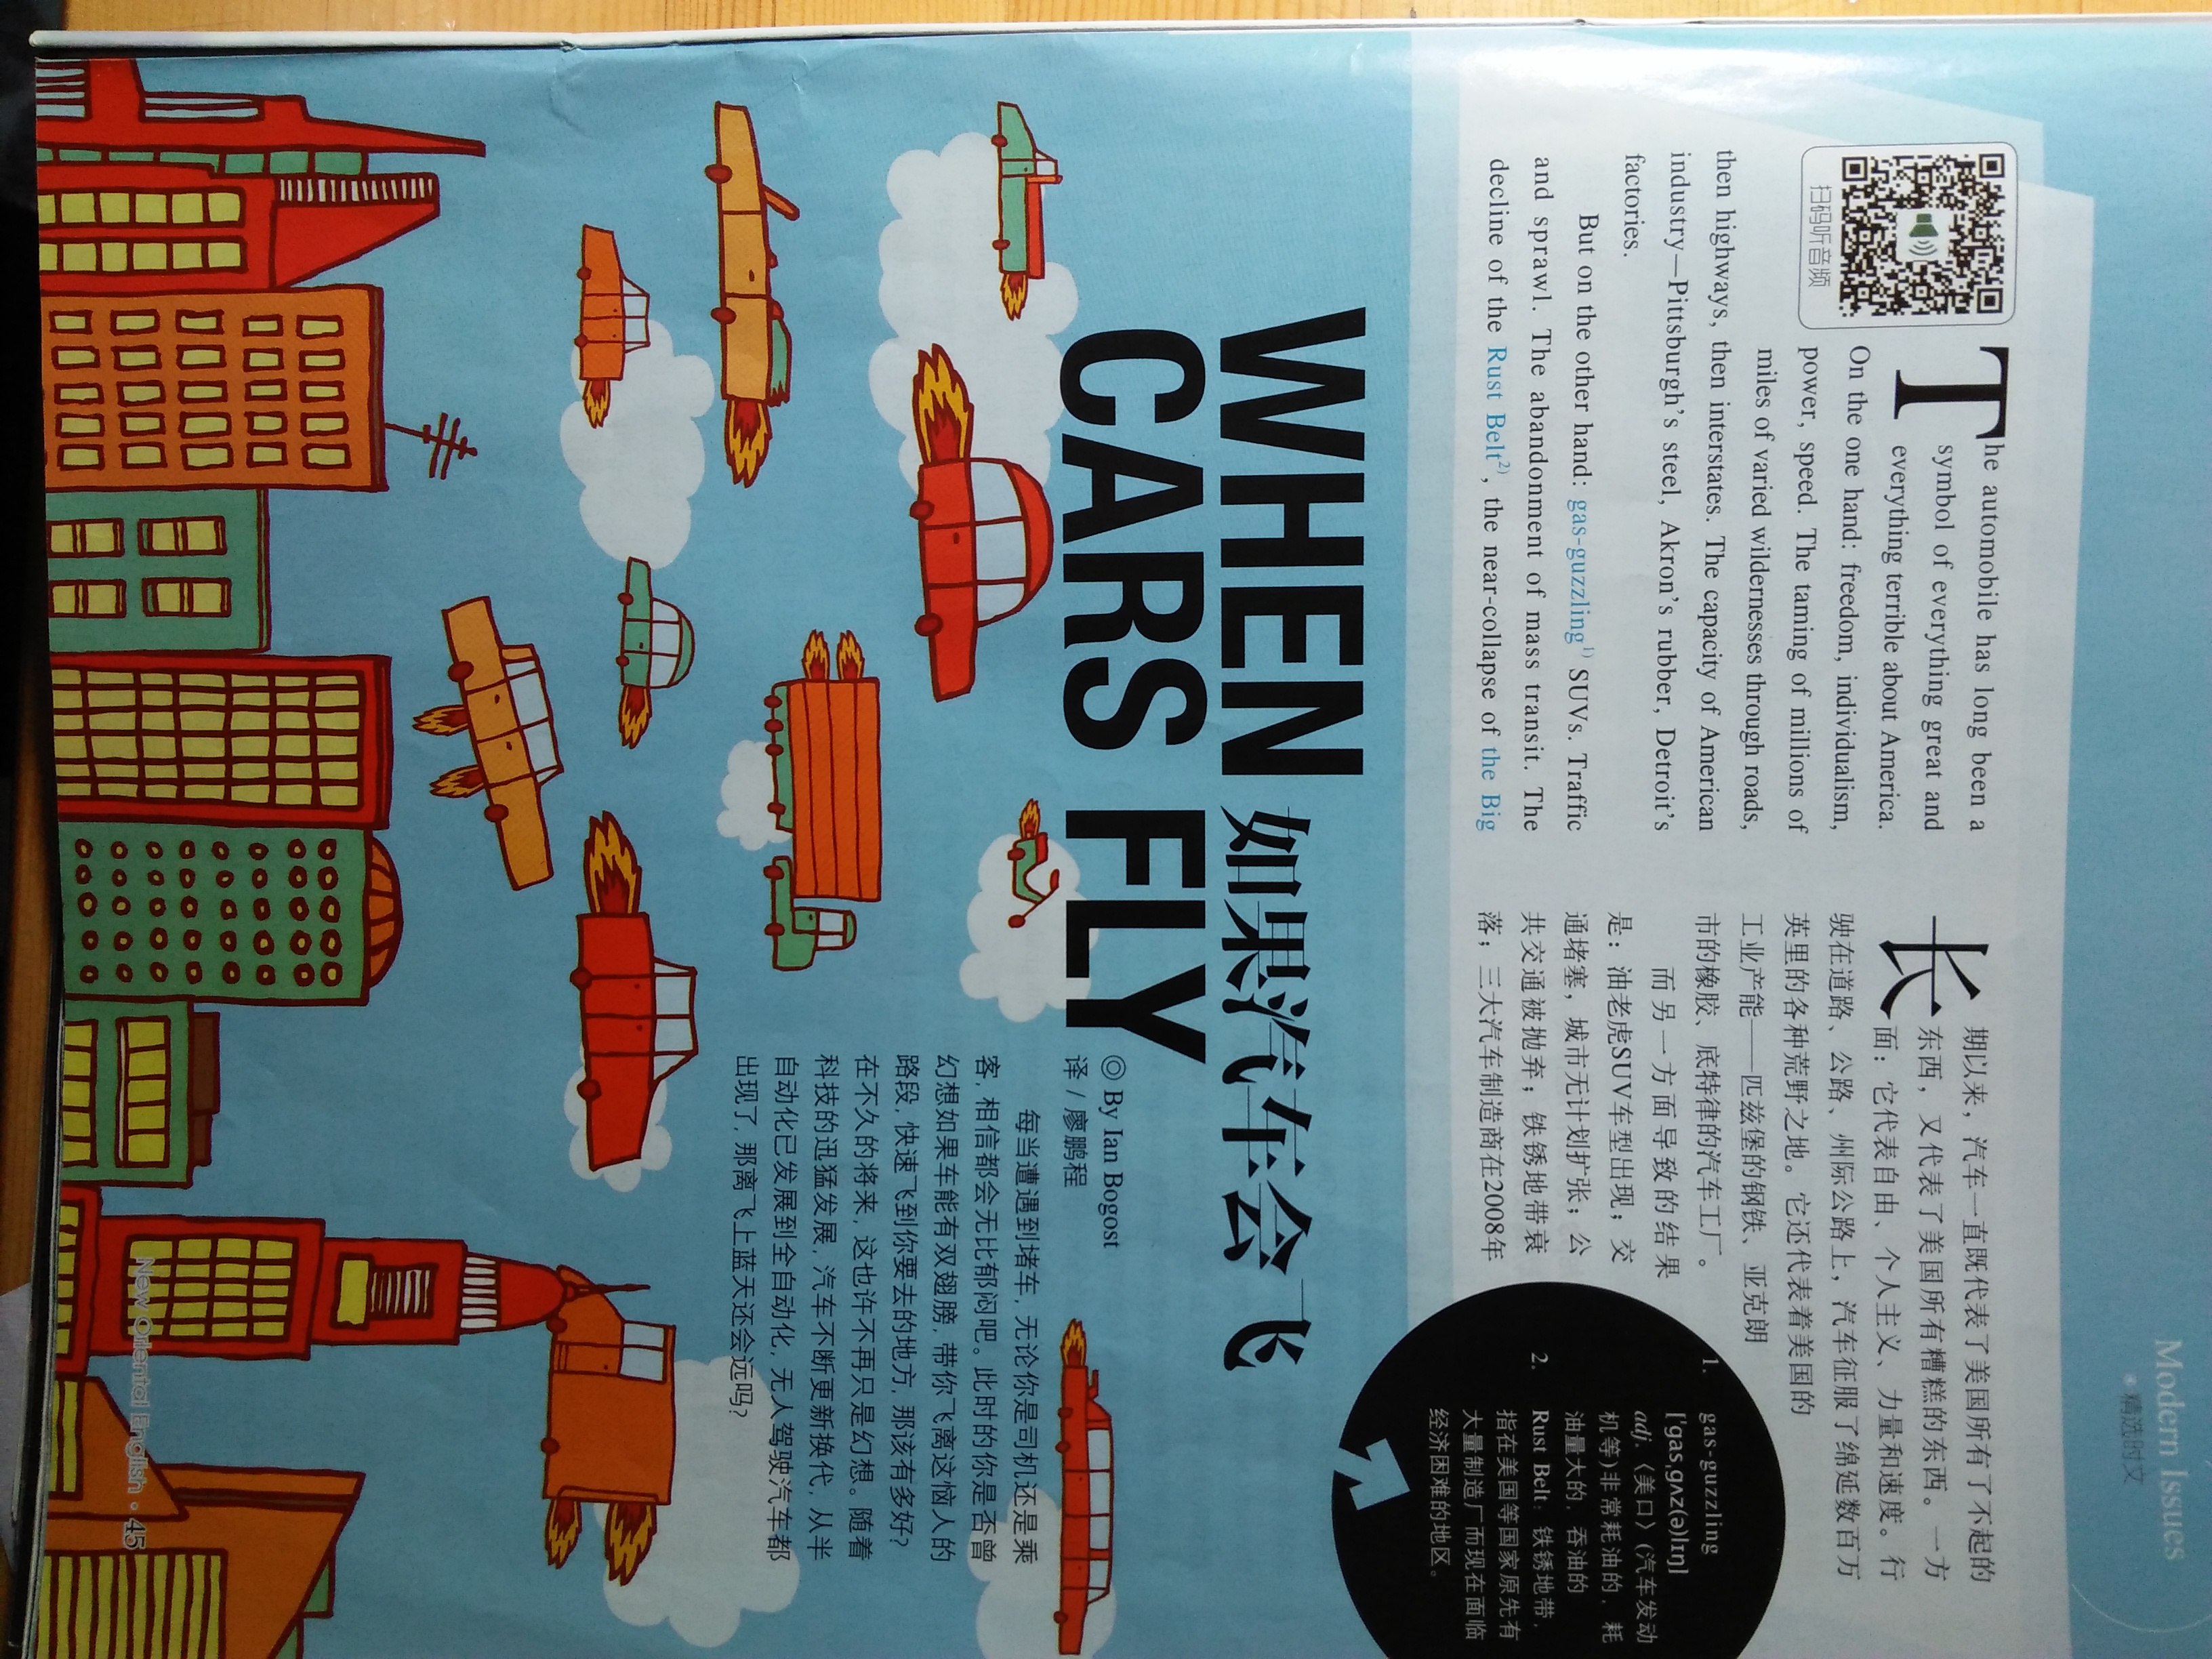 Modern Issues
精选时文
扫码听音频
The automobile has long been a
symbol of everything great and
everything terrible about America.
On the one hand: freedom, individualism,
power, speed. The taming of millions of
miles of varied wildernesses through roads,
then highways, then interstates. The capacity of American
industry—Pittsburgh's steel, Akron's rubber, Detroit's
factories.
But on the other hand: gas-guzzling1) SUVs. Traffic
and sprawl. The abandonment of mass transit. The
decline of the Rust Belt2), the near-collapse of the Big
长期以来，汽车一直既代表了美国所有了不起的
东西，又代表了美国所有糟糕的东西。一方
面：它代表自由、个人主义、力量和速度。行
驶在道路、公路、州际公路上，汽车征服了绵延数百万
英里的各种荒野之地。它还代表着美国的
工业产能——匹兹堡的钢铁、亚克朗
市的橡胶、底特律的汽车工厂。
而另一方面导致的结果
是：油老虎SUV车型出现；交
通堵塞，城市无计划扩张；公
共交通被抛弃；铁锈地带衰
落；三大汽车制造商在2008年
1. gas-guzzling
['gæsˌɡʌz(ə)lɪŋ]
adj.〈美口〉(汽车发动
机等)非常耗油的，耗
油量大的，吞油的
2. Rust Belt: 铁锈地带，
指在美国等国家原先有
大量制造厂而现在面临
经济困难的地区。
WHEN 如果汽车会飞
CARS FLY
◎ By Ian Bogost
译 / 廖鹏程
每当遭遇到堵车，无论你是司机还是乘
客，相信都会无比郁闷吧。此时的你是否曾
幻想如果车能有双翅膀，带你飞离这恼人的
路段，快速飞到你要去的地方，那该有多好？
在不久的将来，这也许不再只是幻想。随着
科技的迅猛发展，汽车不断更新换代，从半
自动化已发展到全自动化，无人驾驶汽车都
出现了，那离飞上蓝天还会远吗？
New Oriental English · 45